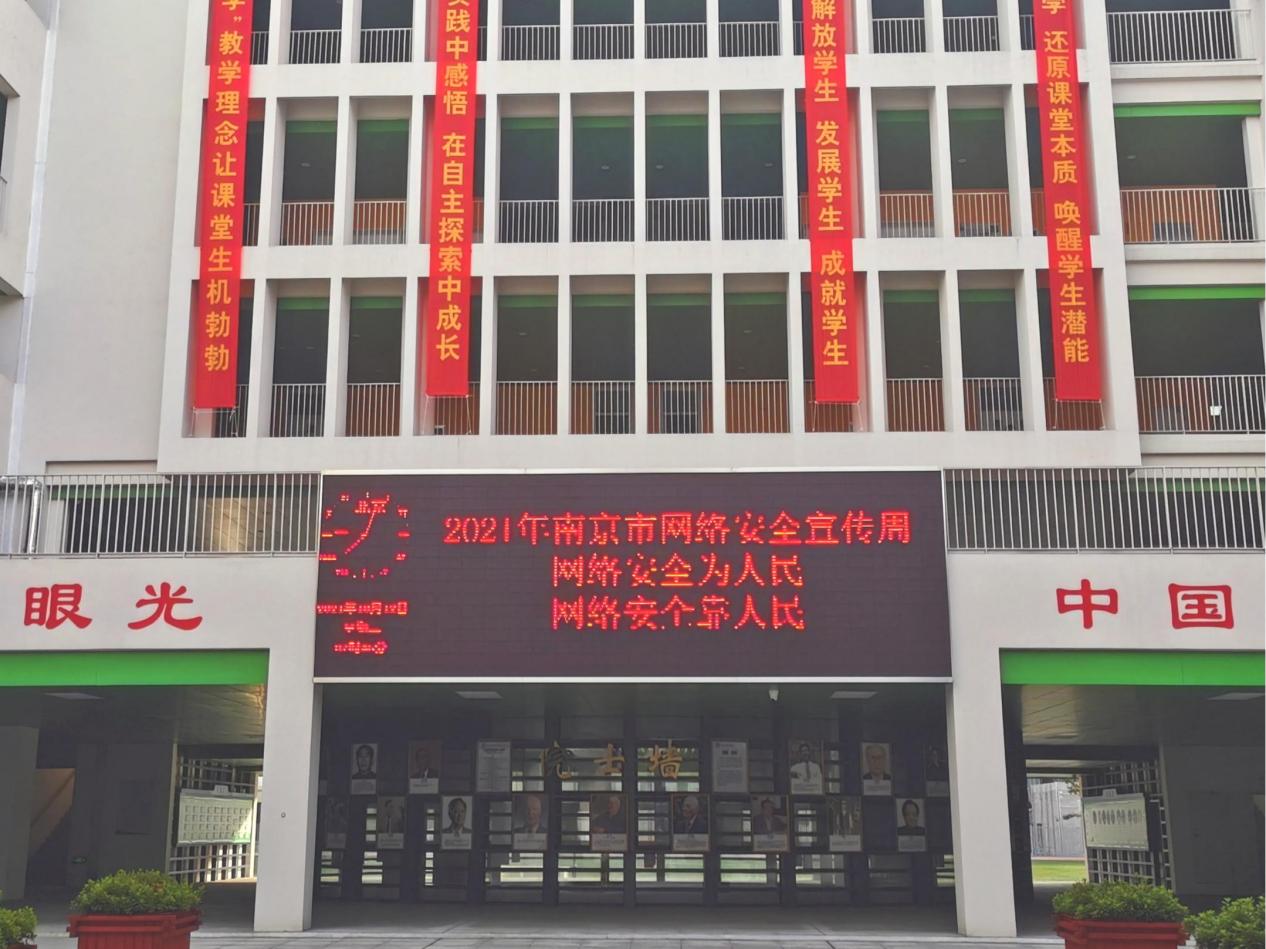 学”教学理念让课堂生机勃勃
实践中感悟 在自主探索中成长
解放学生 发展学生 成就学生
学 还原课堂本质 唤醒学生潜能
2021年南京市网络安全宣传周
网络安全为人民
网络安全靠人民
眼光
中国
院士墙